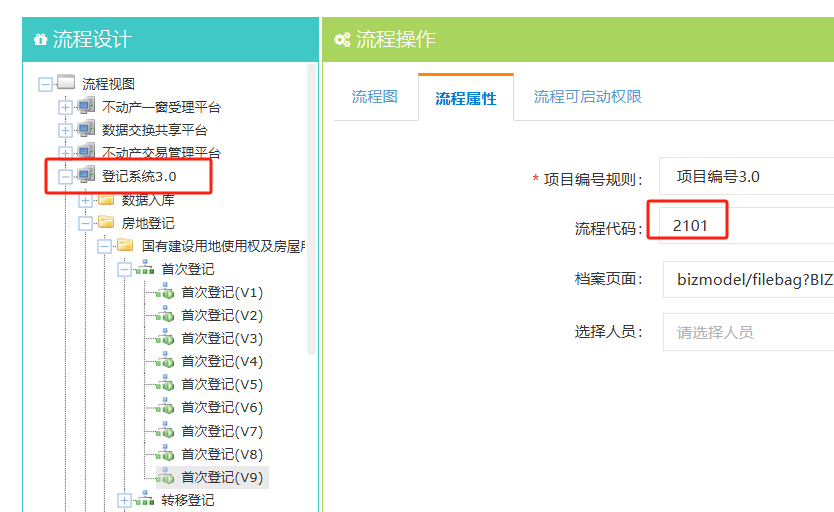 流程设计
流程视图
不动产一窗受理平台
数据交换共享平台
不动产交易管理平台
登记系统3.0
数据入库
房地登记
国有建设用地使用权及房屋
首次登记
首次登记(V1)
首次登记(V2)
首次登记(V3)
首次登记(V4)
首次登记(V5)
首次登记(V6)
首次登记(V7)
首次登记(V8)
首次登记(V9)
转移登记
流程操作
流程图 流程属性 流程可启动权限
* 项目编号规则: 项目编号3.0
流程代码: 2101
档案页面: bizmodel/filebag?BIZ
选择人员: 请选择人员